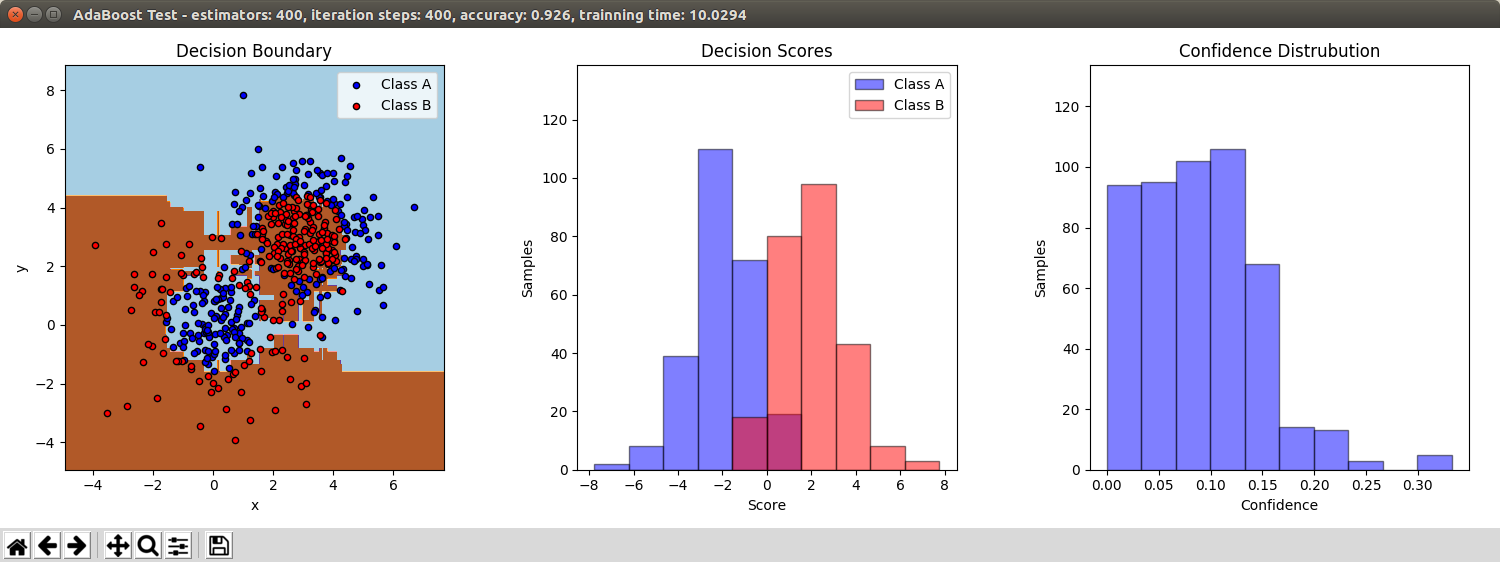 AdaBoost Test - estimators: 400, iteration steps: 400, accuracy: 0.926, trainning time: 10.0294
Decision Boundary
Class A
Class B
8
6
4
2
0
−2
−4
y
−4 −2 0 2 4 6
x
Decision Scores
Class A
Class B
120
100
80
60
40
20
0
Samples
−8 −6 −4 −2 0 2 4 6 8
Score
Confidence Distrubution
120
100
80
60
40
20
0
Samples
0.00 0.05 0.10 0.15 0.20 0.25 0.30
Confidence